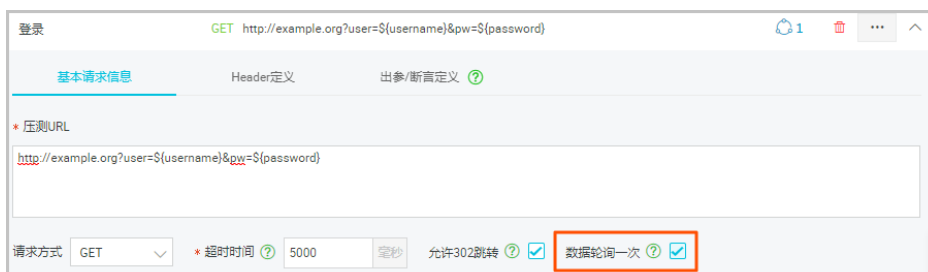 登录 GET http://example.org?user=${username}&pw=${password} 1 ...
基本请求信息 Header定义 出参/断言定义 ?
* 压测URL
http://example.org?user=${username}&pw=${password}
请求方式 GET * 超时时间 ? 5000 毫秒 允许302跳转 ? 数据轮询一次 ?